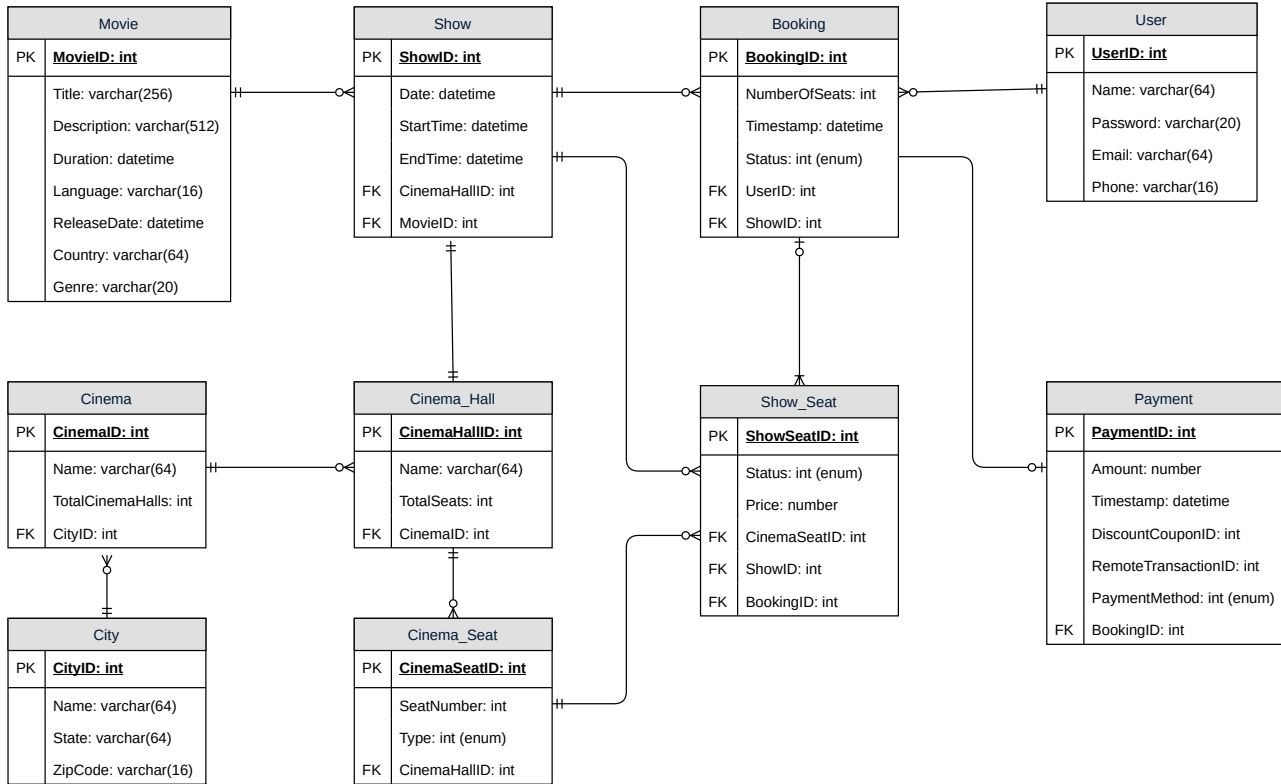 Movie
PK MovieID: int
Title: varchar(256)
Description: varchar(512)
Duration: datetime
Language: varchar(16)
ReleaseDate: datetime
Country: varchar(64)
Genre: varchar(20)
Show
PK ShowID: int
Date: datetime
StartTime: datetime
EndTime: datetime
FK CinemaHallID: int
FK MovieID: int
Booking
PK BookingID: int
NumberOfSeats: int
Timestamp: datetime
Status: int (enum)
FK UserID: int
FK ShowID: int
User
PK UserID: int
Name: varchar(64)
Password: varchar(20)
Email: varchar(64)
Phone: varchar(16)
Cinema
PK CinemaID: int
Name: varchar(64)
TotalCinemaHalls: int
FK CityID: int
Cinema_Hall
PK CinemaHallID: int
Name: varchar(64)
TotalSeats: int
FK CinemaID: int
Show_Seat
PK ShowSeatID: int
Status: int (enum)
Price: number
FK CinemaSeatID: int
FK ShowID: int
FK BookingID: int
Payment
PK PaymentID: int
Amount: number
Timestamp: datetime
DiscountCouponID: int
RemoteTransactionID: int
PaymentMethod: int (enum)
FK BookingID: int
City
PK CityID: int
Name: varchar(64)
State: varchar(64)
ZipCode: varchar(16)
Cinema_Seat
PK CinemaSeatID: int
SeatNumber: int
Type: int (enum)
FK CinemaHallID: int